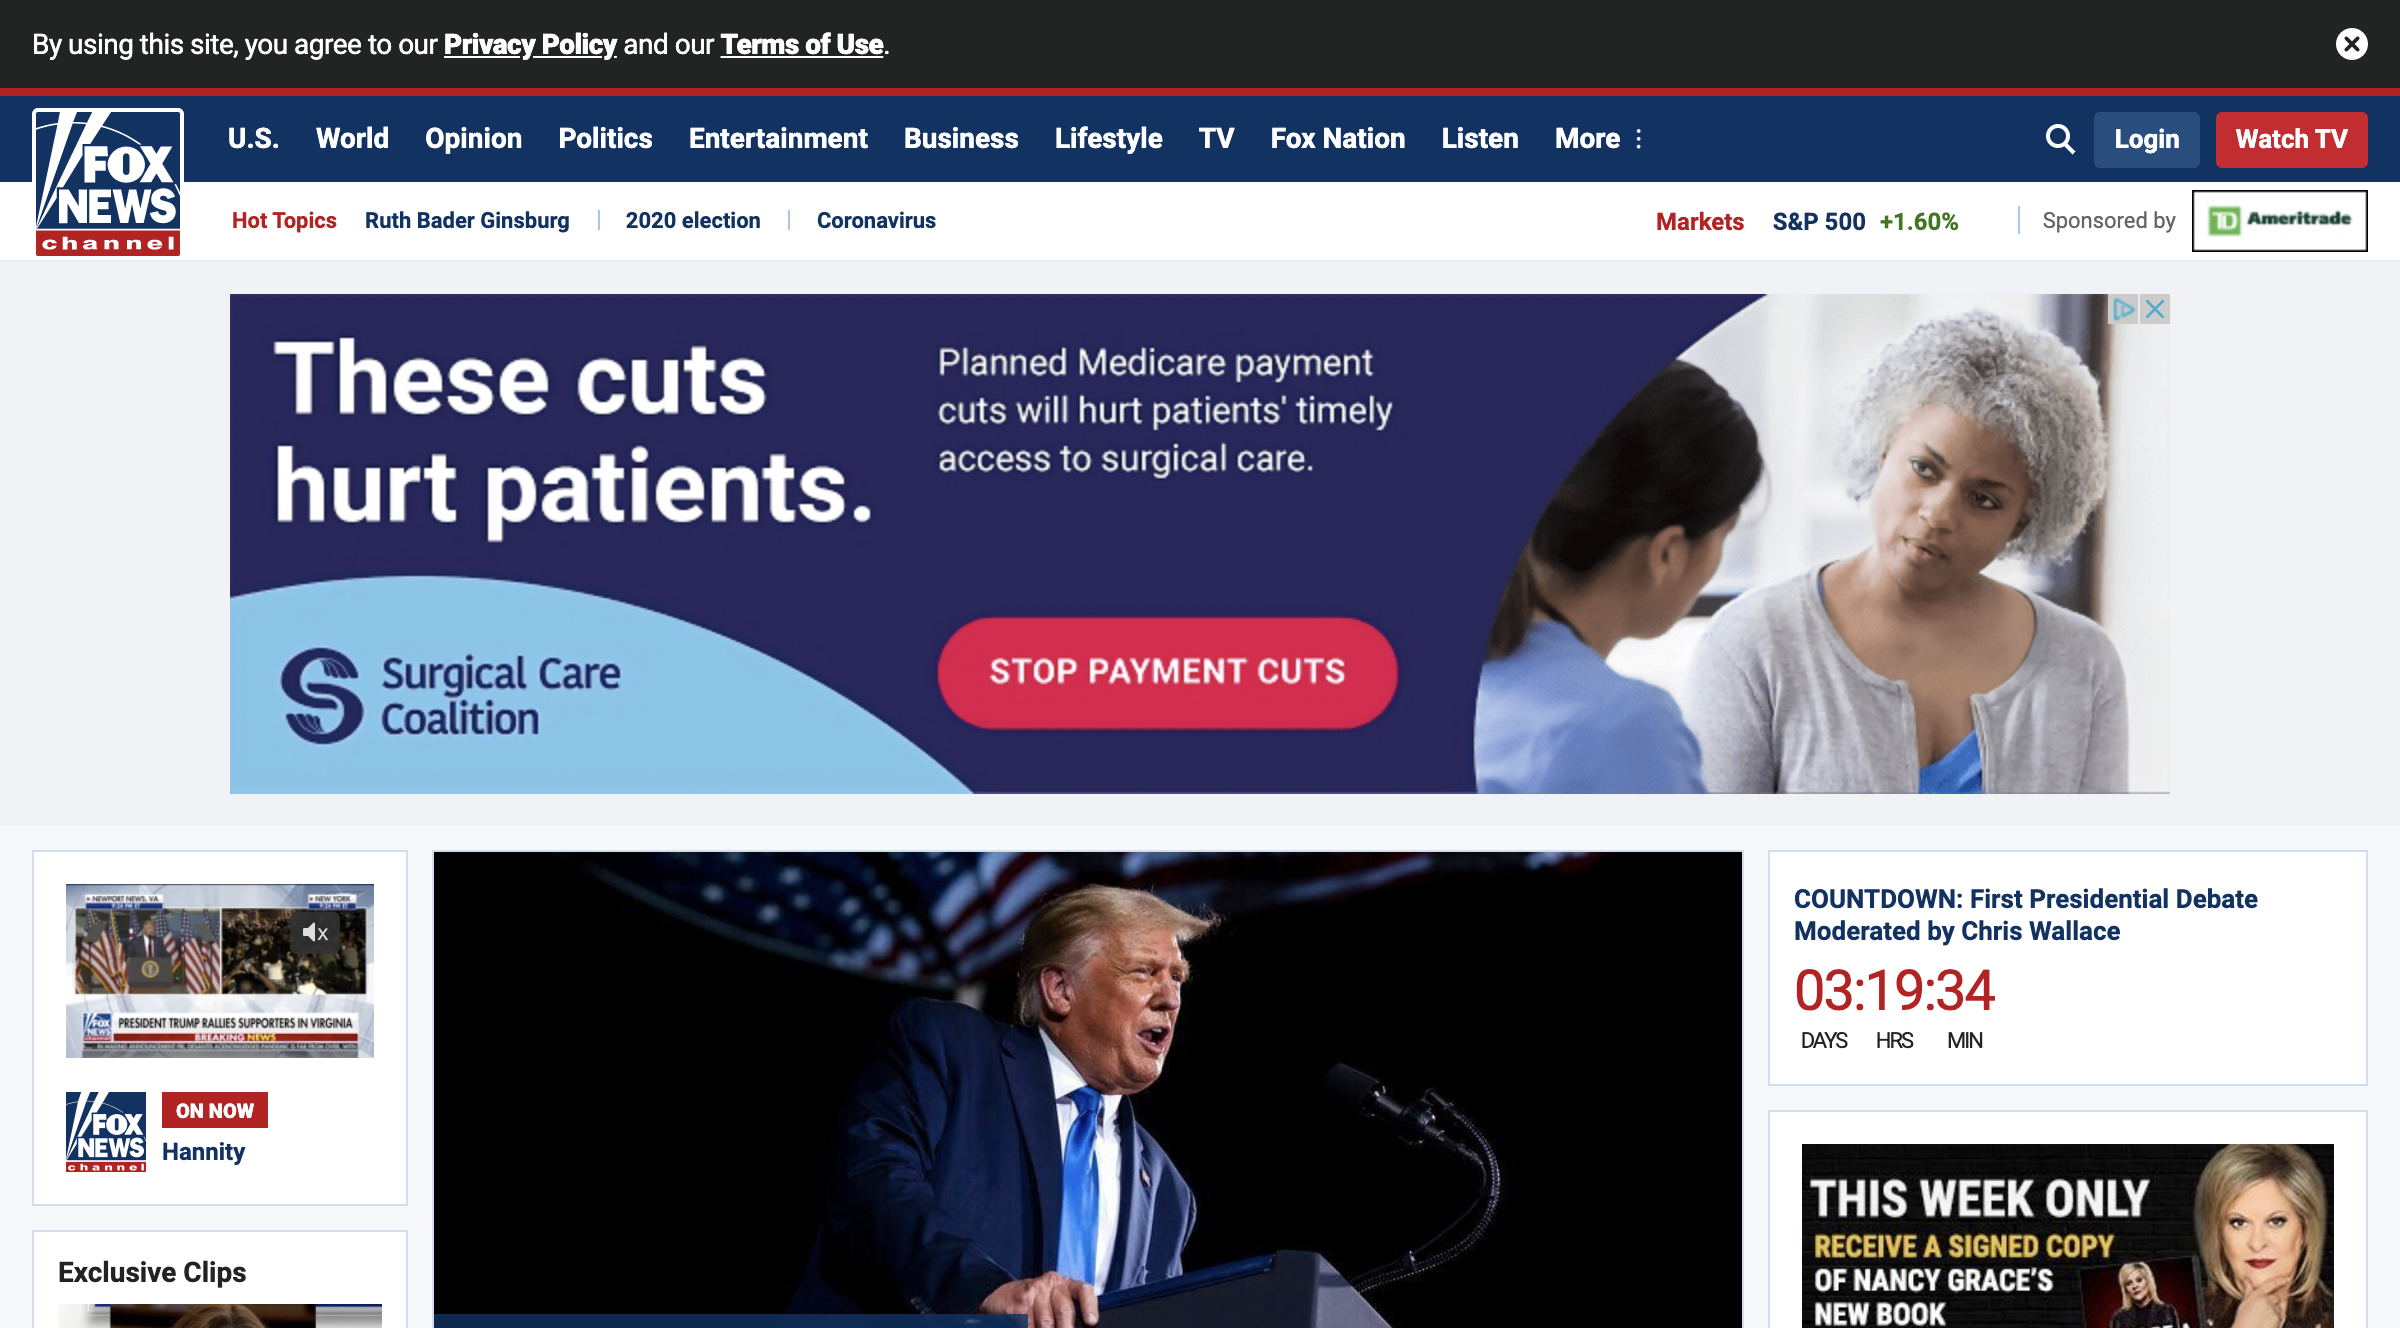 By using this site, you agree to our Privacy Policy and our Terms of Use.
FOX
NEWS
channel
U.S. World Opinion Politics Entertainment Business Lifestyle TV Fox Nation Listen More
Login
Watch TV
Hot Topics Ruth Bader Ginsburg 2020 election Coronavirus
Markets S&P 500 +1.60% Sponsored by
TD Ameritrade
These cuts
hurt patients.
Planned Medicare payment
cuts will hurt patients' timely
access to surgical care.
STOP PAYMENT CUTS
Surgical Care
Coalition
NEWPORT NEWS, VA
NEW YORK
FOX
NEWS
PRESIDENT TRUMP RALLIES SUPPORTERS IN VIRGINIA
BREAKING NEWS
FOX
NEWS
channel
ON NOW
Hannity
Exclusive Clips
COUNTDOWN: First Presidential Debate
Moderated by Chris Wallace
03:19:34
DAYS HRS MIN
THIS WEEK ONLY
RECEIVE A SIGNED COPY
OF NANCY GRACE'S
NEW BOOK